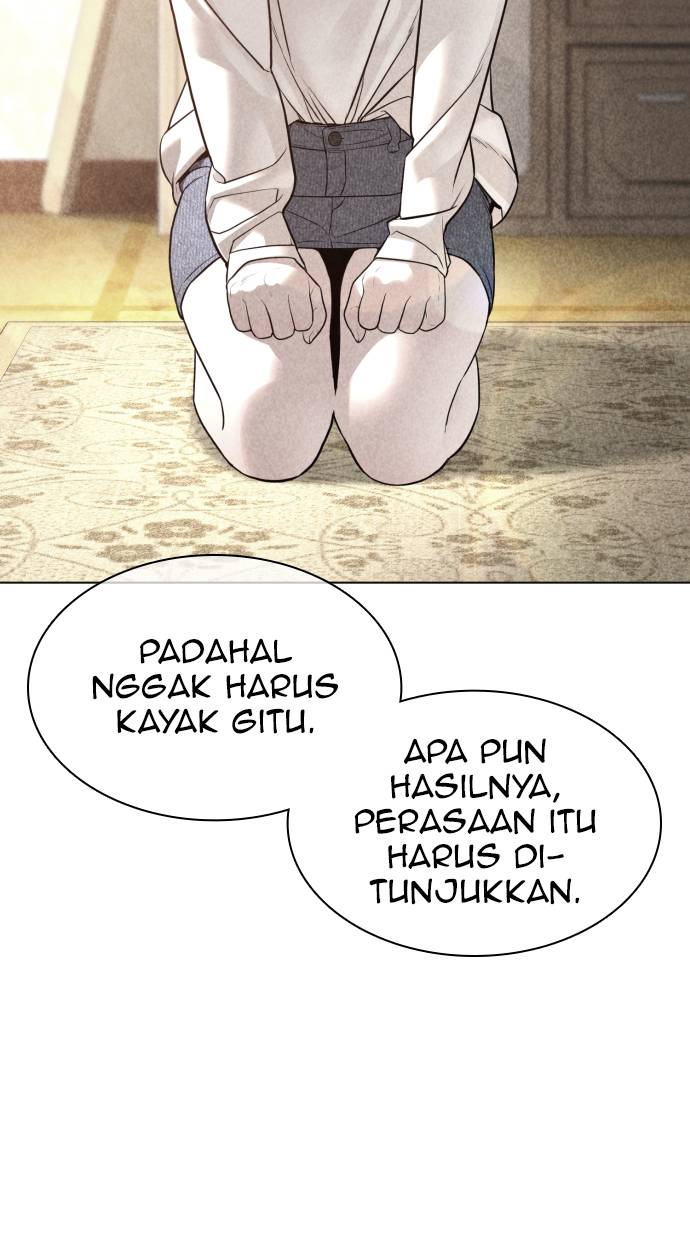 PADAHAL
NGGAK HARUS
KAYAK GITU.
APA PUN
HASILNYA,
PERASAAN ITU
HARUS DI-
TUNJUKKAN.